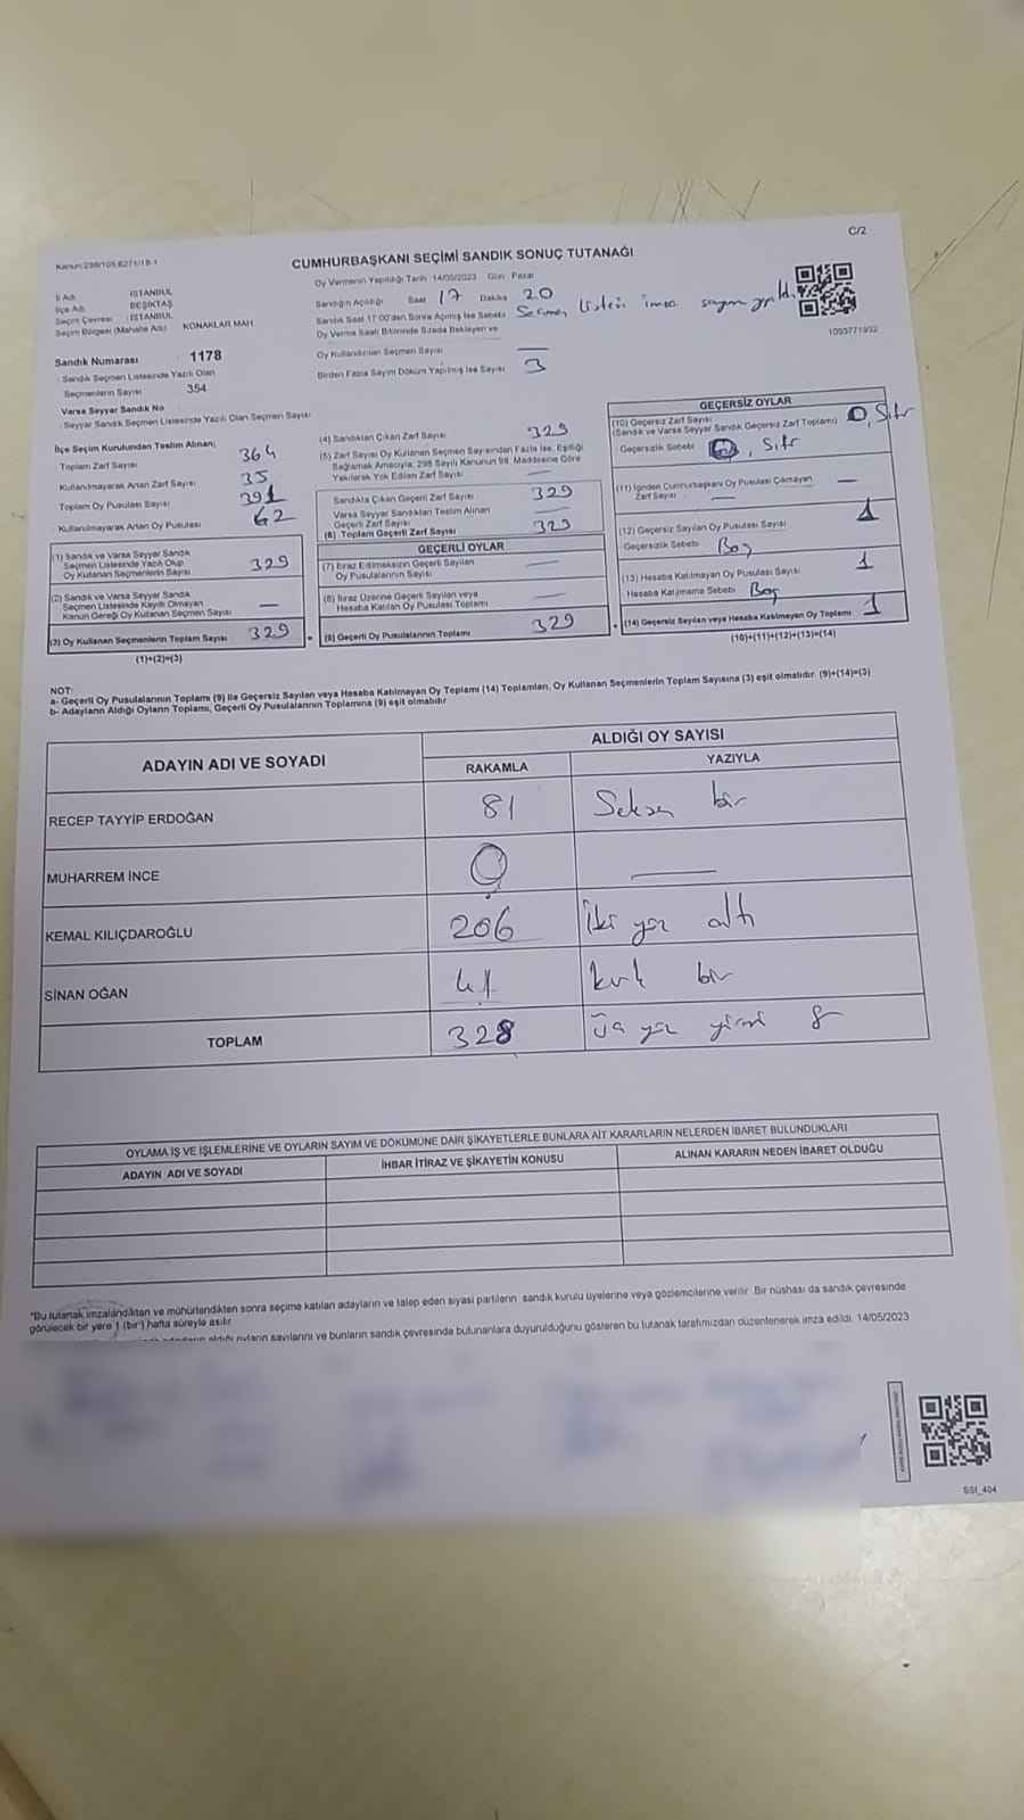 C/2
CUMHURBAŞKANI SEÇİMİ SANDIK SONUÇ TUTANAĞI
İl Adı İSTANBUL
İlçe Adı BEŞİKTAŞ
Seçim Çevresi İSTANBUL
Seçim Bölgesi (Mahalle Adı) KONAKLAR MAH.
Oy Vermenin Yapıldığı Tarih 14/05/2023 Gün Pazar
Sandığın Açıldığı Saat 17 Dakika 20
Sandık Saat 17.00'den Sonra Açılmış İse Sebebi Seçmen listesi imza sayım
Oy Verme Saati Bitiminde Sırada Bekleyen ve
Oy Kullandırılan Seçmen Sayısı —
Birden Fazla Sayım Döküm Yapılmış İse Sayısı 3
Sandık Numarası 1178
Sandık Seçmen Listesinde Yazılı Olan
Seçmenlerin Sayısı 354
Varsa Seyyar Sandık No
Seyyar Sandık Seçmen Listesinde Yazılı Olan Seçmen Sayısı
İlçe Seçim Kurulundan Teslim Alınan;
Toplam Zarf Sayısı 364
Kullanılmayarak Artan Zarf Sayısı 35
Toplam Oy Pusulası Sayısı 391
Kullanılmayarak Artan Oy Pusulası 62
(1) Sandık ve Varsa Seyyar Sandık
Seçmen Listesinde Yazılı Olup
Oy Kullanan Seçmenlerin Sayısı 329
(2) Sandık ve Varsa Seyyar Sandık
Seçmen Listesinde Kayıtlı Olmayan
Kanun Gereği Oy Kullanan Seçmen Sayısı —
(3) Oy Kullanan Seçmenlerin Toplam Sayısı 329
(1)+(2)=(3)
(4) Sandıktan Çıkan Zarf Sayısı 329
(5) Zarf Sayısı Oy Kullanan Seçmen Sayısından Fazla İse, Eşitliği
Sağlamak Amacıyla, 298 Sayılı Kanunun 98. Maddesine Göre
Yakılarak Yok Edilen Zarf Sayısı —
Sandıkta Çıkan Geçerli Zarf Sayısı 329
Varsa Seyyar Sandıktan Teslim Alınan
Geçerli Zarf Sayısı —
(6) Toplam Geçerli Zarf Sayısı 329
GEÇERLİ OYLAR
(7) İtiraz Edilmeksizin Geçerli Sayılan
Oy Pusulalarının Sayısı —
(8) İtiraz Üzerine Geçerli Sayılan veya
Hesaba Katılan Oy Pusulası Toplamı —
(9) Geçerli Oy Pusulalarının Toplamı 329
GEÇERSİZ OYLAR
(10) Geçersiz Zarf Sayısı
(Sandık ve Varsa Seyyar Sandık Geçersiz Zarf Toplamı) 0, Sıfır
Geçersizlik Sebebi 0, Sıfır
(11) İçinden Cumhurbaşkanı Oy Pusulası Çıkmayan
Zarf Sayısı —
(12) Geçersiz Sayılan Oy Pusulası Sayısı 1
Geçersizlik Sebebi Boş
(13) Hesaba Katılmayan Oy Pusulası Sayısı 1
Hesaba Katılmama Sebebi Boş
(14) Geçersiz Sayılan veya Hesaba Katılmayan Oy Toplamı 1
(10)+(11)+(12)+(13)=(14)
NOT:
a- Geçerli Oy Pusulalarının Toplamı (9) ile Geçersiz Sayılan veya Hesaba Katılmayan Oy Toplamı (14) Toplamları, Oy Kullanan Seçmenlerin Toplam Sayısına (3) eşit olmalıdır. (9)+(14)=(3)
b- Adayların Aldığı Oyların Toplamı, Geçerli Oy Pusulalarının Toplamına (9) eşit olmalıdır
ADAYIN ADI VE SOYADI ALDIĞI OY SAYISI
RAKAMLA YAZIYLA
RECEP TAYYİP ERDOĞAN 81 Seksen bir
MUHARREM İNCE 0 —
KEMAL KILIÇDAROĞLU 206 İki yüz altı
SİNAN OĞAN 41 kırk bir
TOPLAM 328 Üç yüz yirmi 8
OYLAMA İŞ VE İŞLEMLERİNE VE OYLARIN SAYIM VE DÖKÜMÜNE DAİR ŞİKAYETLERLE BUNLARA AİT KARARLARIN NELERDEN İBARET BULUNDUKLARI
ADAYIN ADI VE SOYADI İHBAR İTİRAZ VE ŞİKAYETİN KONUSU ALINAN KARARIN NEDEN İBARET OLDUĞU
"Bu tutanak imzalandıktan ve mühürlendikten sonra seçime katılan adayların ve talep eden siyasi partilerin sandık kurulu üyelerine veya gözlemcilerine verilir. Bir nüshası da sandık çevresinde
görülecek bir yere 1 (bir) hafta süreyle asılır.
aldığı oyların sayılarını ve bunların sandık çevresinde bulunanlara duyurulduğunu gösteren bu tutanak tarafımızdan düzenlenerek imza edildi. 14/05/2023
SSI_404